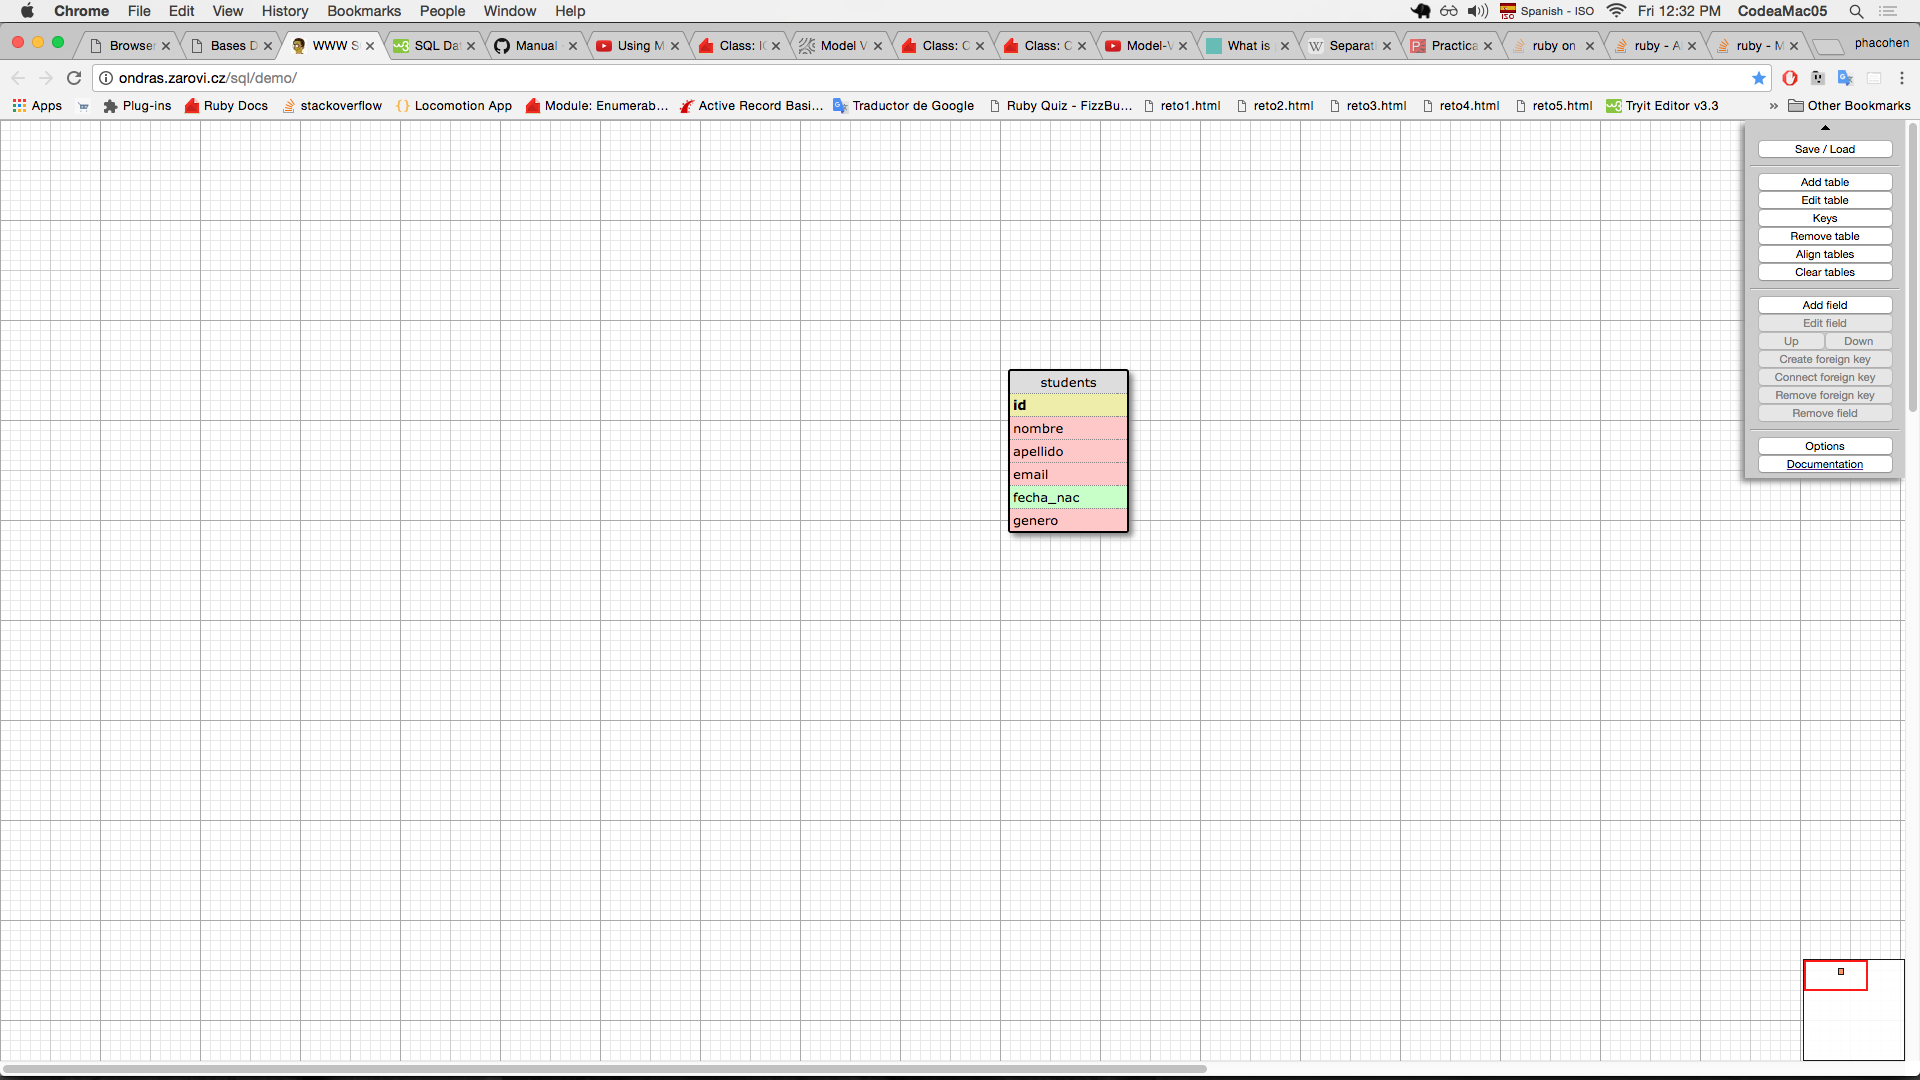 Chrome File Edit View History Bookmarks People Window Help Spanish - ISO Fri 12:32 PM CodeaMac05
Browser Bases D WWW S SQL Dat Manual Using M Class: I Model V Class: C Class: C Model-V What is Separati Practica ruby on ruby - A ruby - M phacohen
ondras.zarovi.cz/sql/demo/
Apps Plug-ins Ruby Docs stackoverflow Locomotion App Module: Enumerab... Active Record Basi... Traductor de Google Ruby Quiz - FizzBu... reto1.html reto2.html reto3.html reto4.html reto5.html Tryit Editor v3.3 » Other Bookmarks
Save / Load
Add table
Edit table
Keys
Remove table
Align tables
Clear tables
Add field
Edit field
Up Down
Create foreign key
Connect foreign key
Remove foreign key
Remove field
Options
Documentation
students
id
nombre
apellido
email
fecha_nac
genero